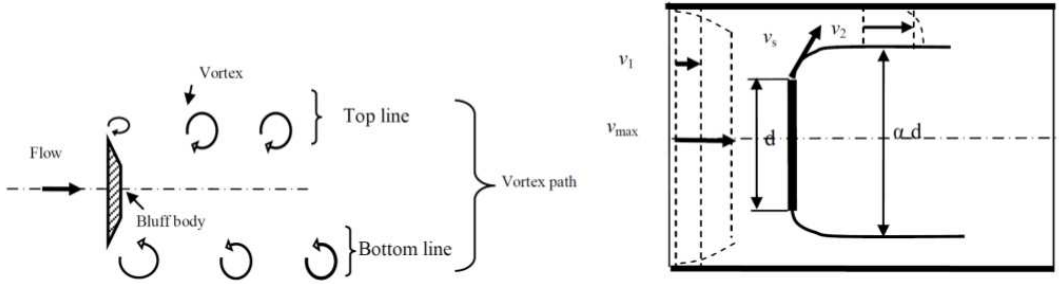 Vortex
Top line
Flow
Vortex path
Bluff body
Bottom line
vs
v2
v1
vmax
d
α d